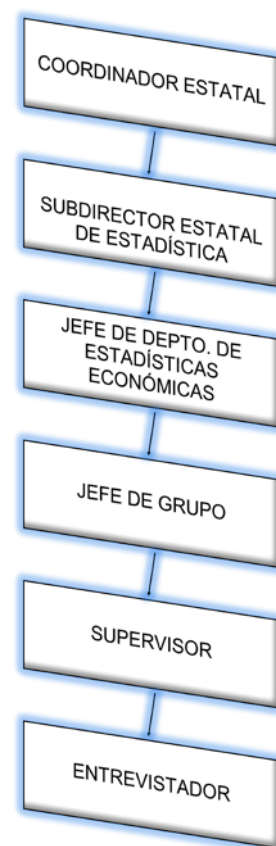 COORDINADOR ESTATAL
SUBDIRECTOR ESTATAL
DE ESTADÍSTICA
JEFE DE DEPTO. DE
ESTADÍSTICAS
ECONÓMICAS
JEFE DE GRUPO
SUPERVISOR
ENTREVISTADOR